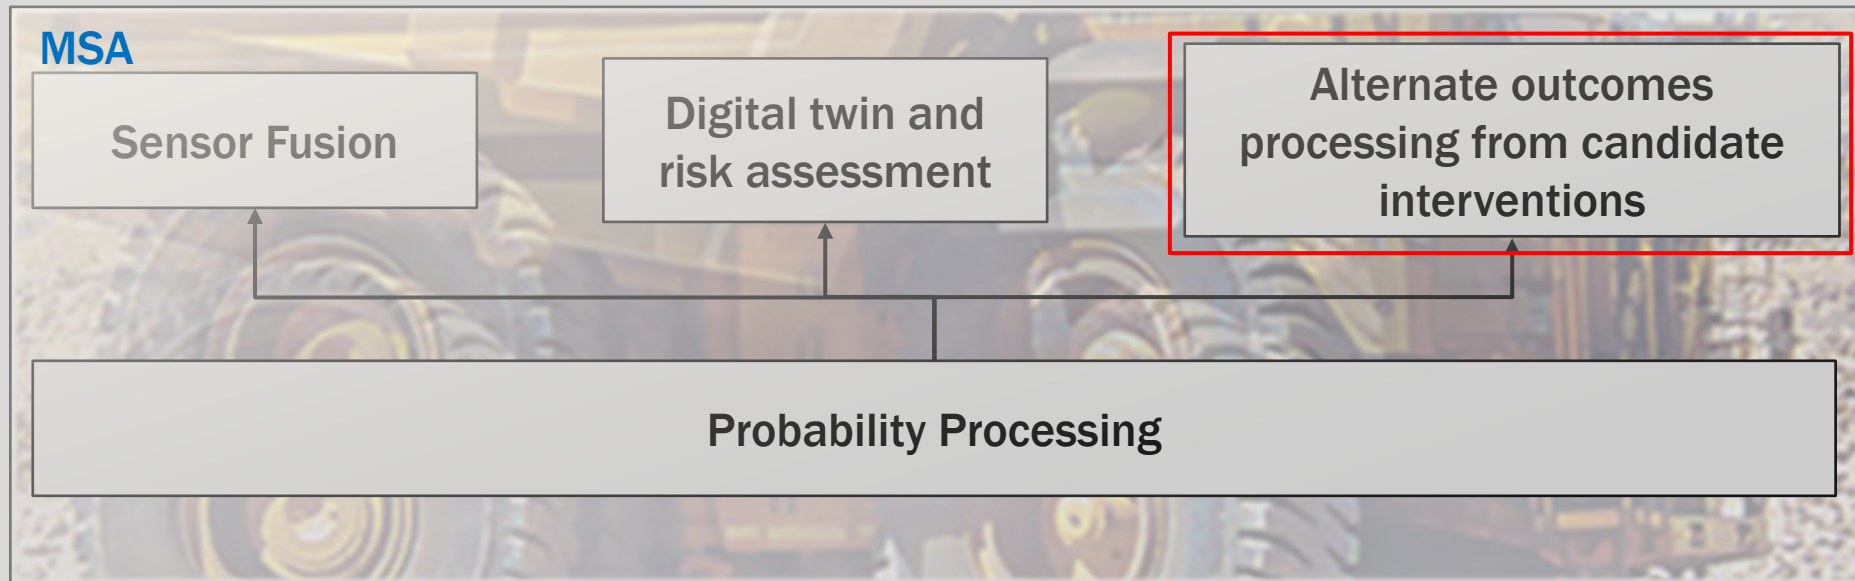 MSA
Sensor Fusion
Digital twin and
risk assessment
Alternate outcomes
processing from candidate
interventions
Probability Processing